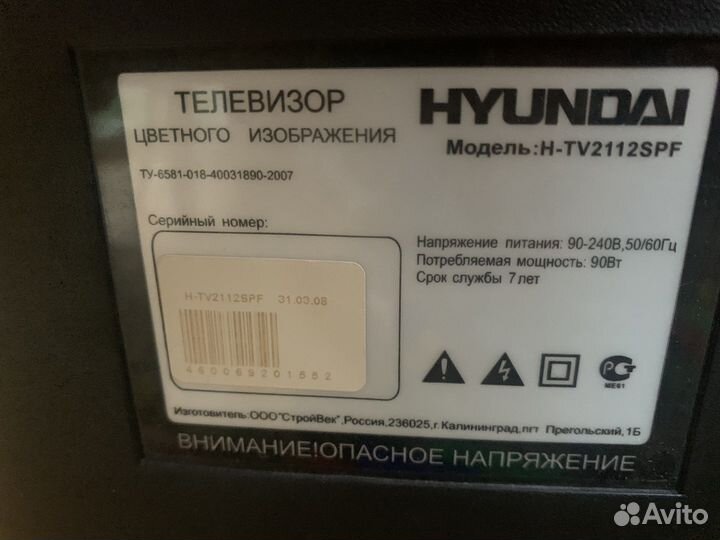 ТЕЛЕВИЗОР
ЦВЕТНОГО ИЗОБРАЖЕНИЯ
HYUNDAI
Модель:H-TV2112SPF
ТУ-6581-018-40031890-2007
Серийный номер:
H-TV2112SPF 31.03.08
460069201552
Напряжение питания: 90-240В,50/60Гц
Потребляемая мощность: 90Вт
Срок службы 7 лет
РСТ
ME61
Изготовитель:ООО"СтройВек",Россия,236025,г.Калининград,пгт Прегольский,1Б
ВНИМАНИЕ!ОПАСНОЕ НАПРЯЖЕНИЕ
Avito